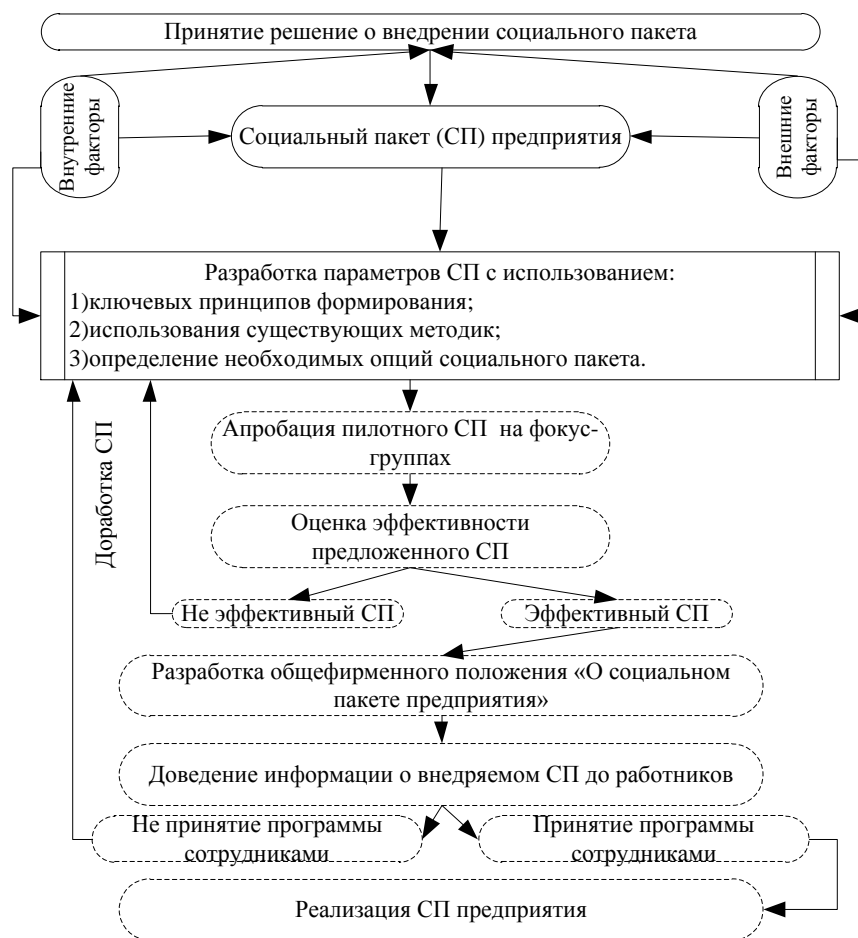 Принятие решение о внедрении социального пакета
Внутренние
факторы
Социальный пакет (СП) предприятия
Внешние
факторы
Разработка параметров СП с использованием:
1)ключевых принципов формирования;
2)использования существующих методик;
3)определение необходимых опций социального пакета.
Доработка СП
Апробация пилотного СП на фокус-
группах
Оценка эффективности
предложенного СП
Не эффективный СП
Эффективный СП
Разработка общефирменного положения «О социальном
пакете предприятия»
Доведение информации о внедряемом СП до работников
Не принятие программы
сотрудниками
Принятие программы
сотрудниками
Реализация СП предприятия